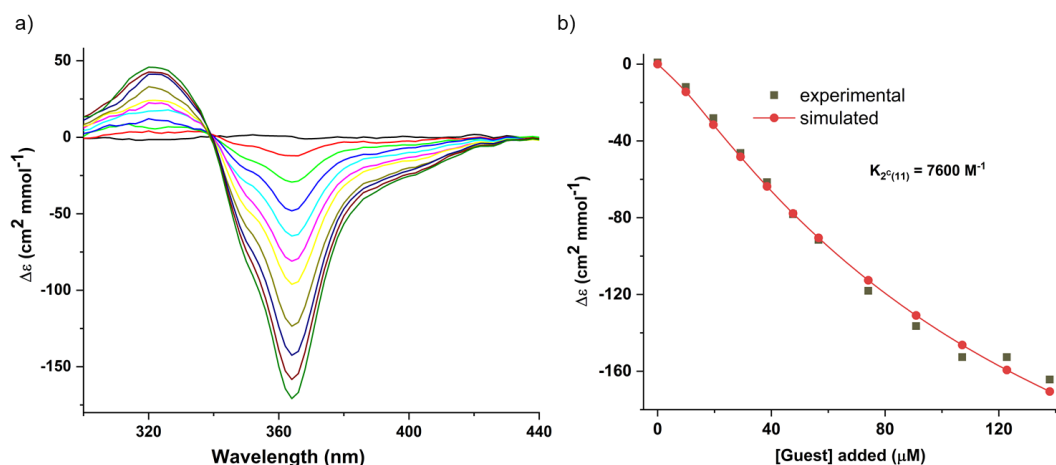 a)
50
0
-50
-100
-150
Δε (cm² mmol⁻¹)
320
360
400
440
Wavelength (nm)
b)
0
-40
-80
-120
-160
Δε (cm² mmol⁻¹)
experimental
simulated
K₂c₍₁₁₎ = 7600 M⁻¹
0
40
80
120
[Guest] added (μM)